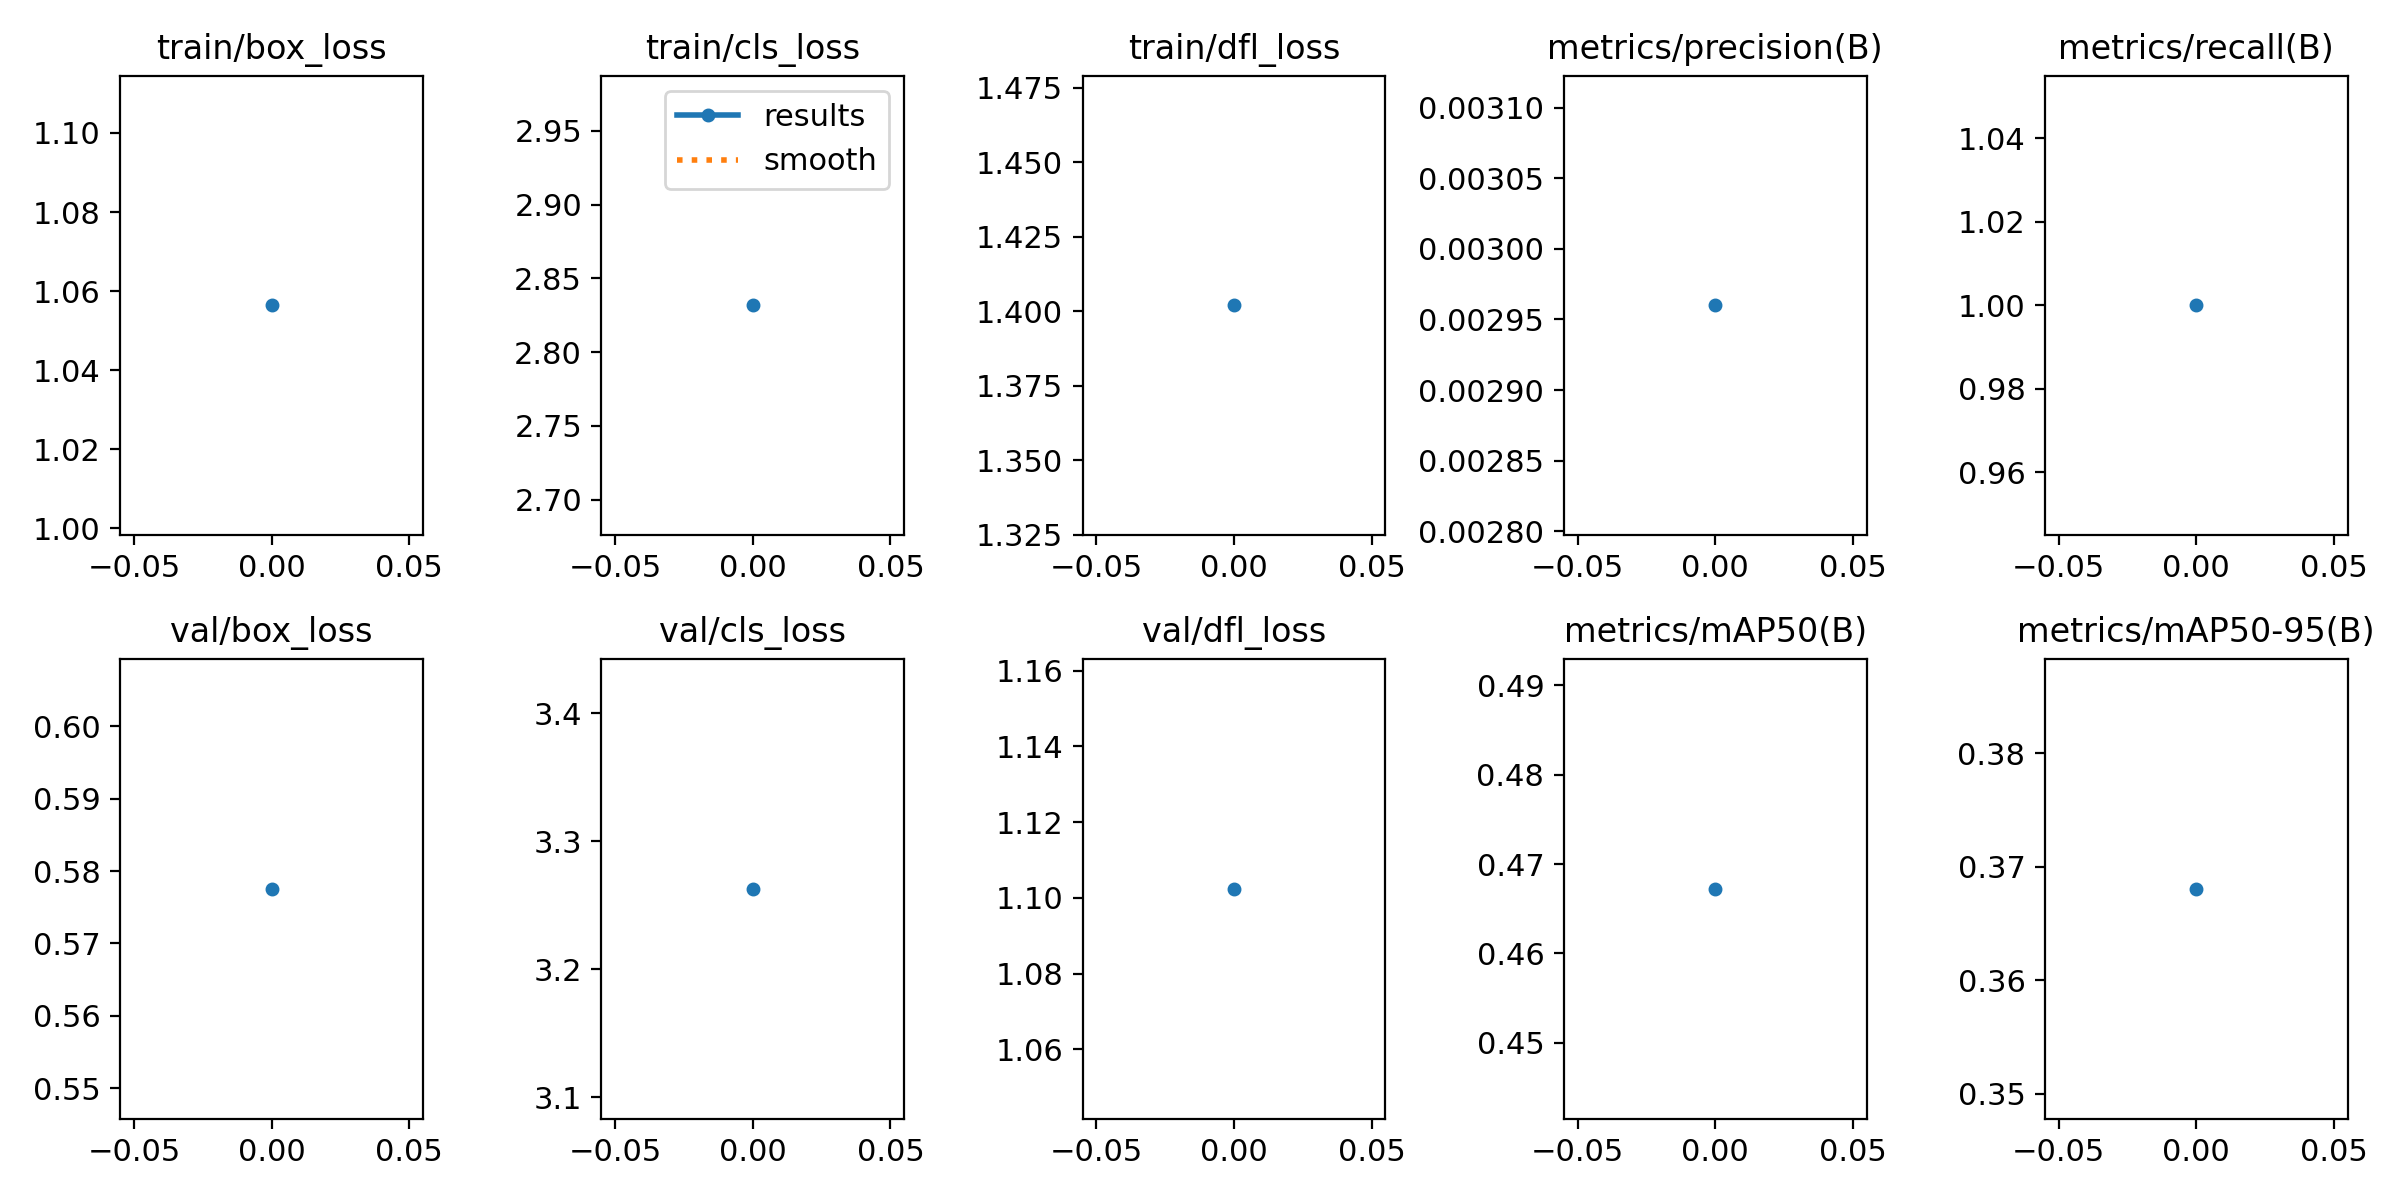 train/box_loss
1.10
1.08
1.06
1.04
1.02
1.00
−0.05 0.00 0.05
train/cls_loss
results
smooth
2.95
2.90
2.85
2.80
2.75
2.70
−0.05 0.00 0.05
train/dfl_loss
1.475
1.450
1.425
1.400
1.375
1.350
1.325
−0.05 0.00 0.05
metrics/precision(B)
0.00310
0.00305
0.00300
0.00295
0.00290
0.00285
0.00280
−0.05 0.00 0.05
metrics/recall(B)
1.04
1.02
1.00
0.98
0.96
−0.05 0.00 0.05
val/box_loss
0.60
0.59
0.58
0.57
0.56
0.55
−0.05 0.00 0.05
val/cls_loss
3.4
3.3
3.2
3.1
−0.05 0.00 0.05
val/dfl_loss
1.16
1.14
1.12
1.10
1.08
1.06
−0.05 0.00 0.05
metrics/mAP50(B)
0.49
0.48
0.47
0.46
0.45
−0.05 0.00 0.05
metrics/mAP50-95(B)
0.38
0.37
0.36
0.35
−0.05 0.00 0.05